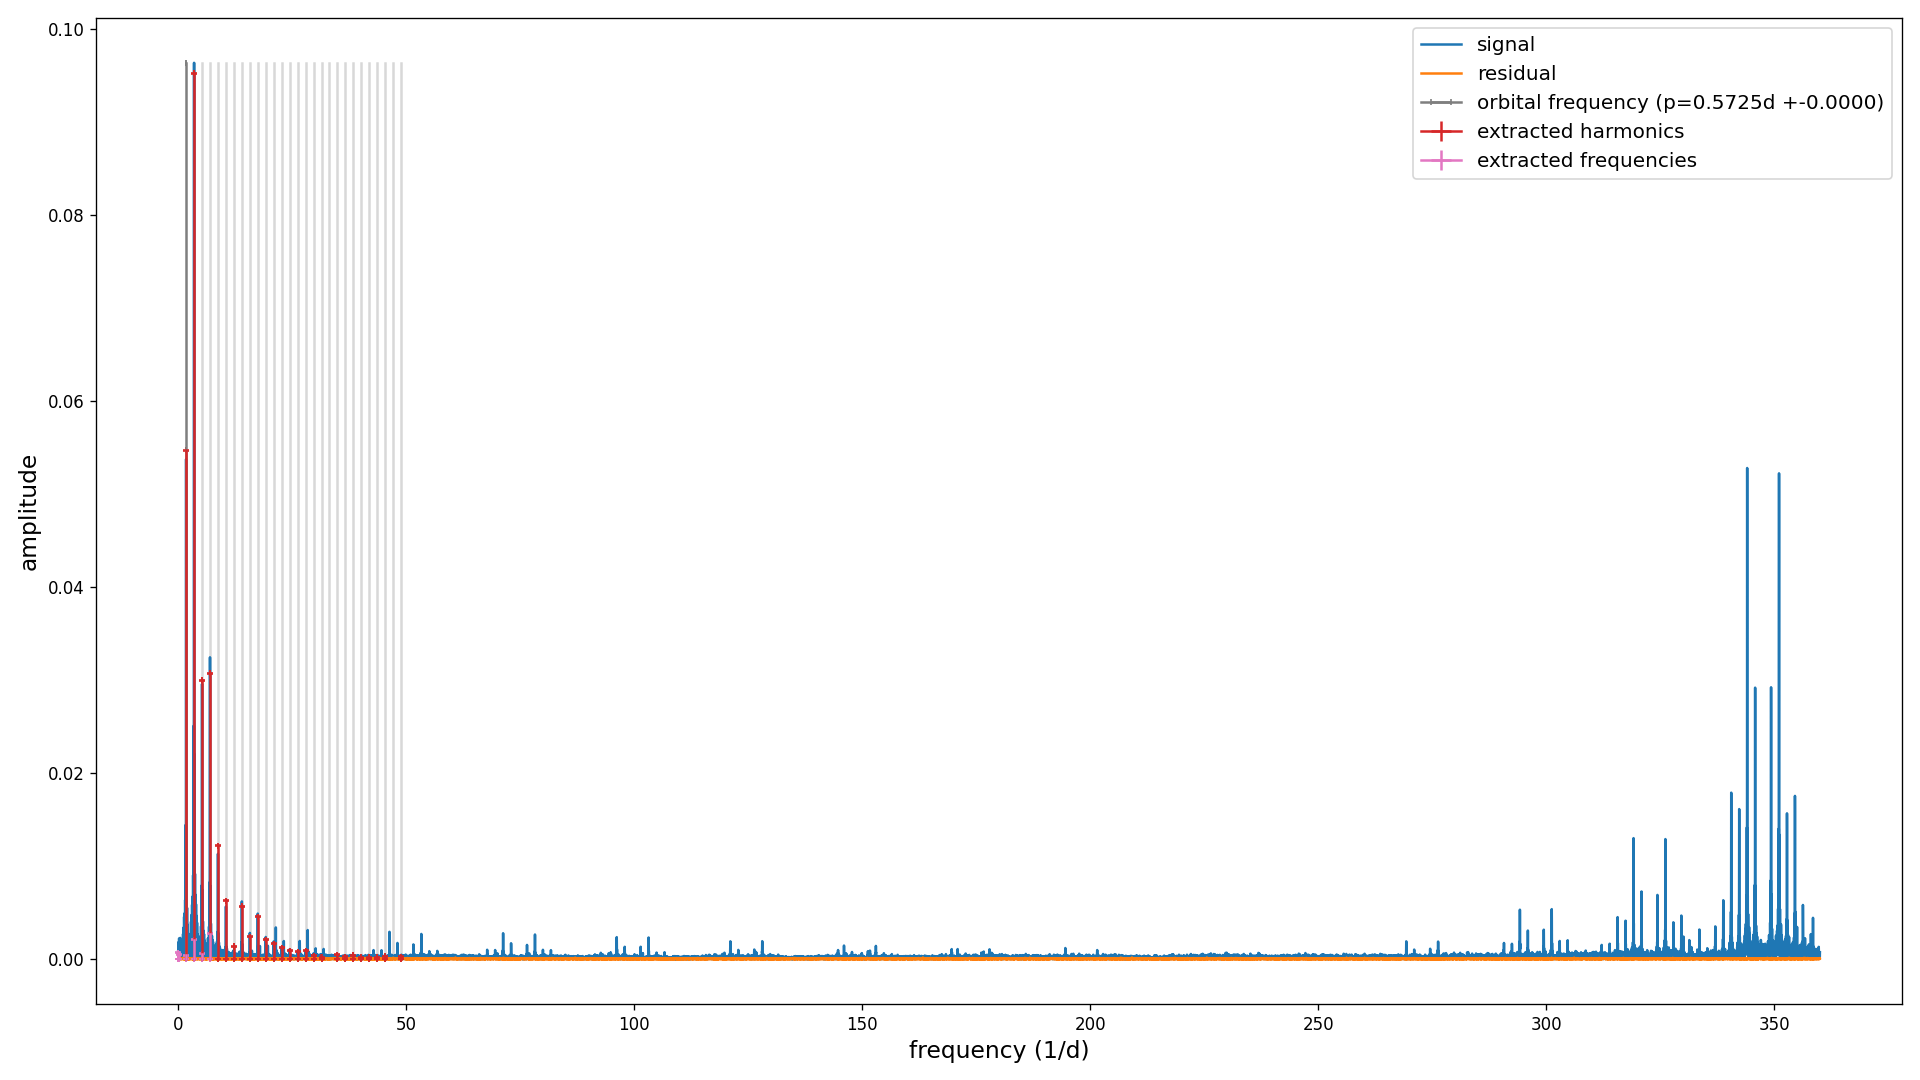 signal
residual
orbital frequency (p=0.5725d +-0.0000)
extracted harmonics
extracted frequencies
0.10
0.08
0.06
0.04
0.02
0.00
amplitude
0 50 100 150 200 250 300 350
frequency (1/d)